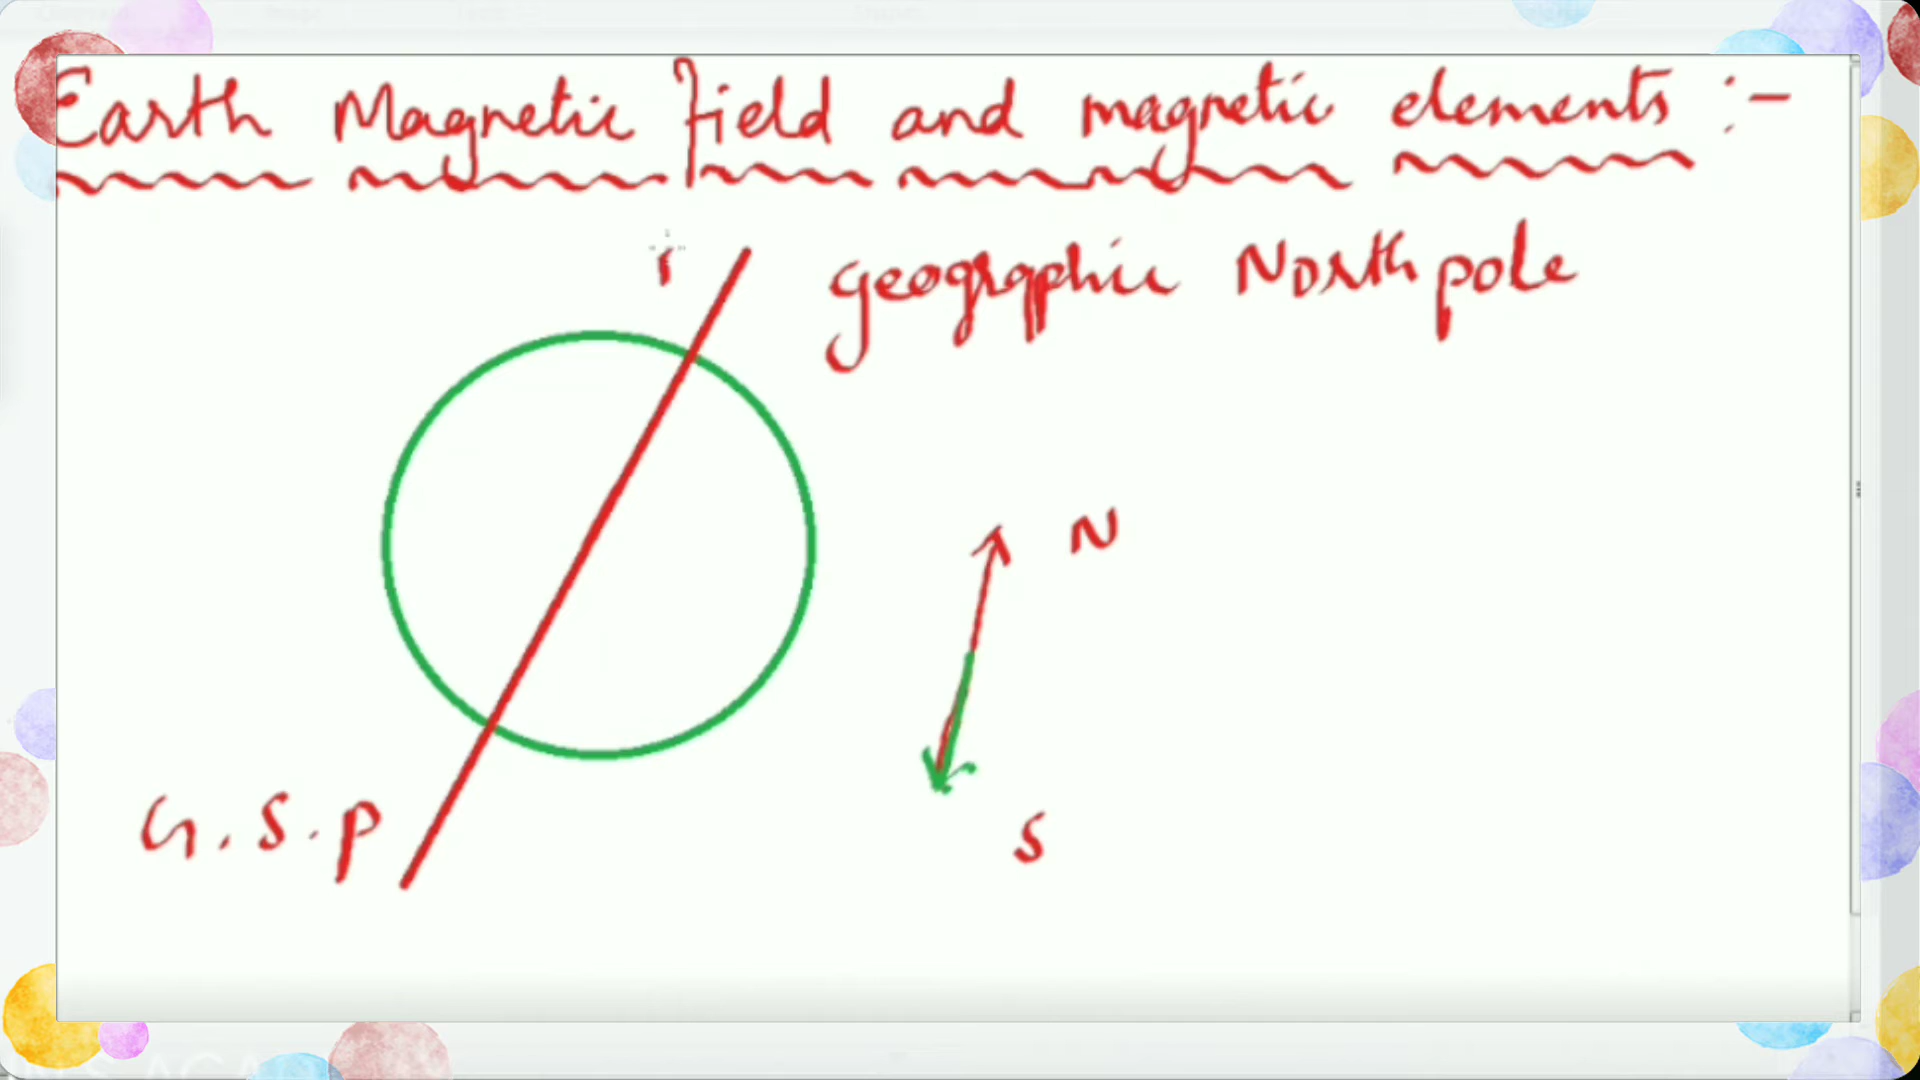 Earth Magnetic field and magnetic elements :-
geographic North pole
N
G.S.p
S